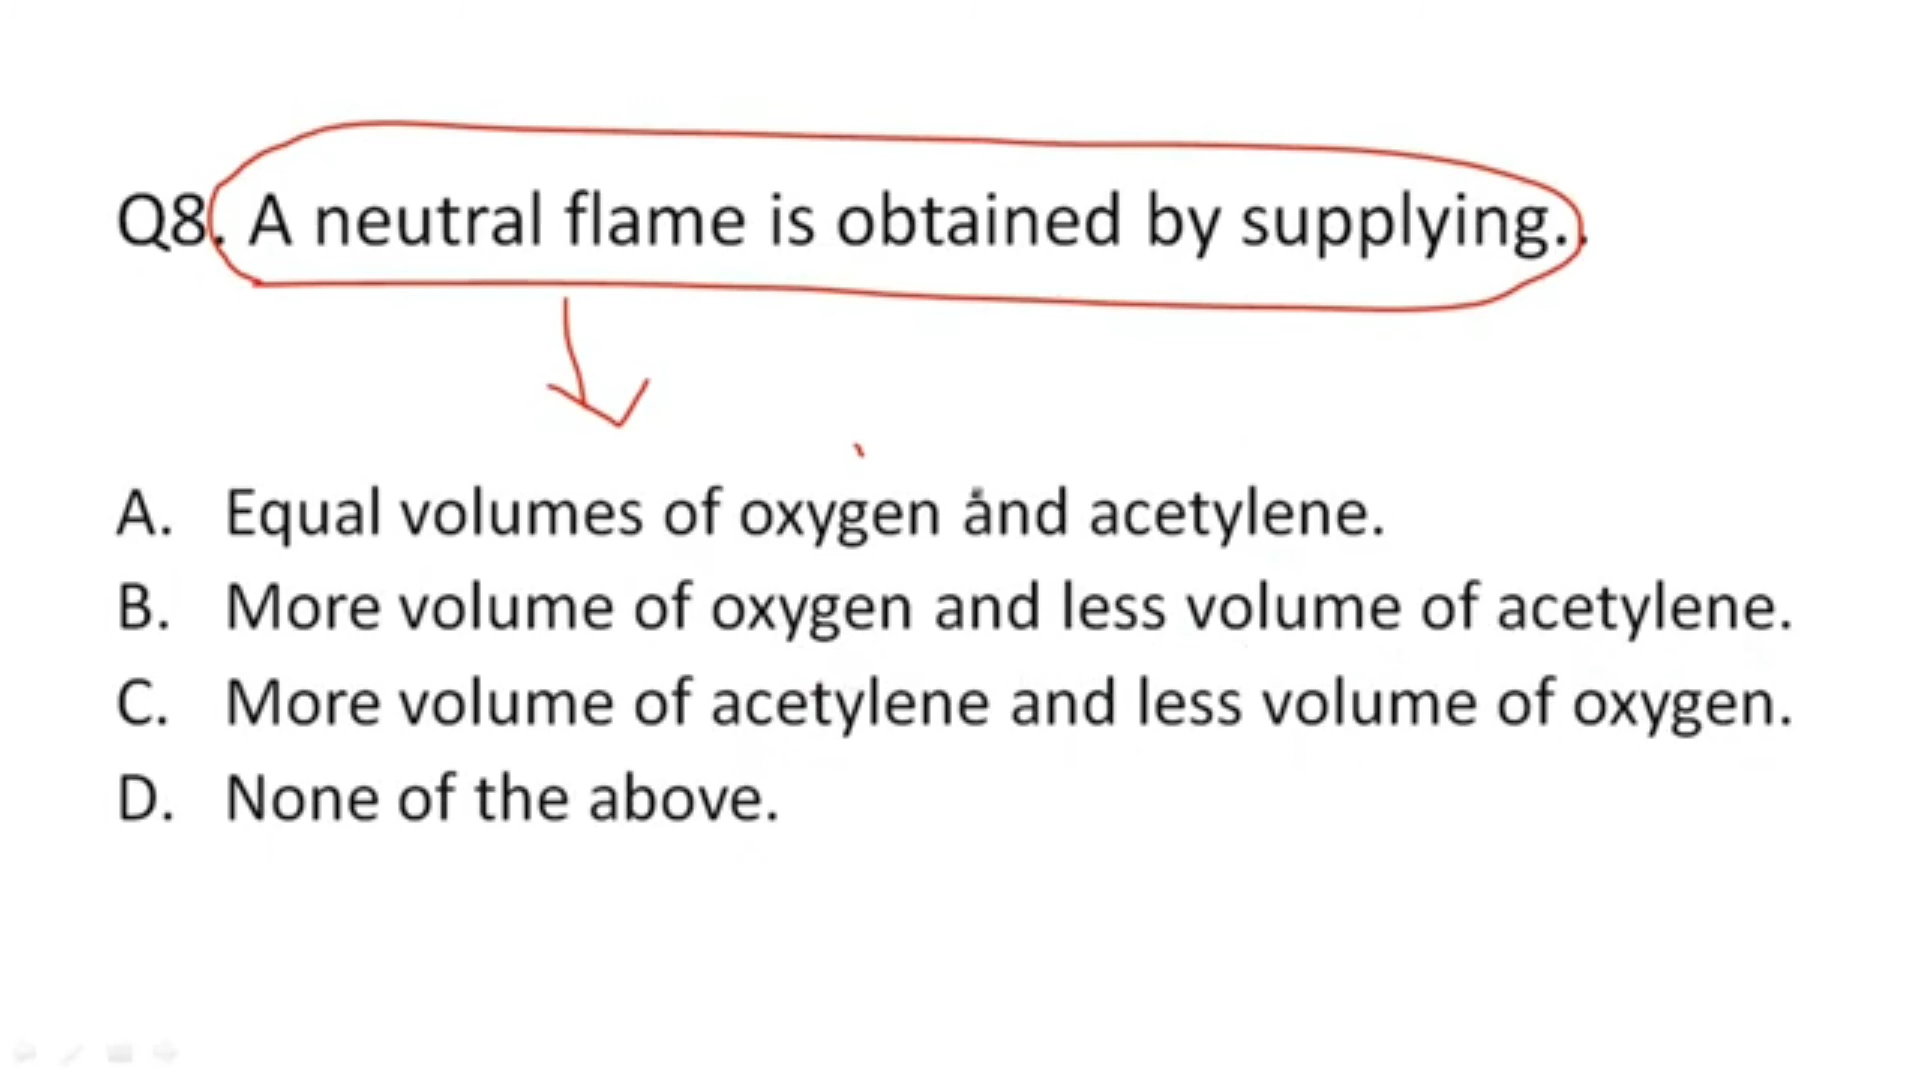 Q8. A neutral flame is obtained by supplying..
A. Equal volumes of oxygen and acetylene.
B. More volume of oxygen and less volume of acetylene.
C. More volume of acetylene and less volume of oxygen.
D. None of the above.